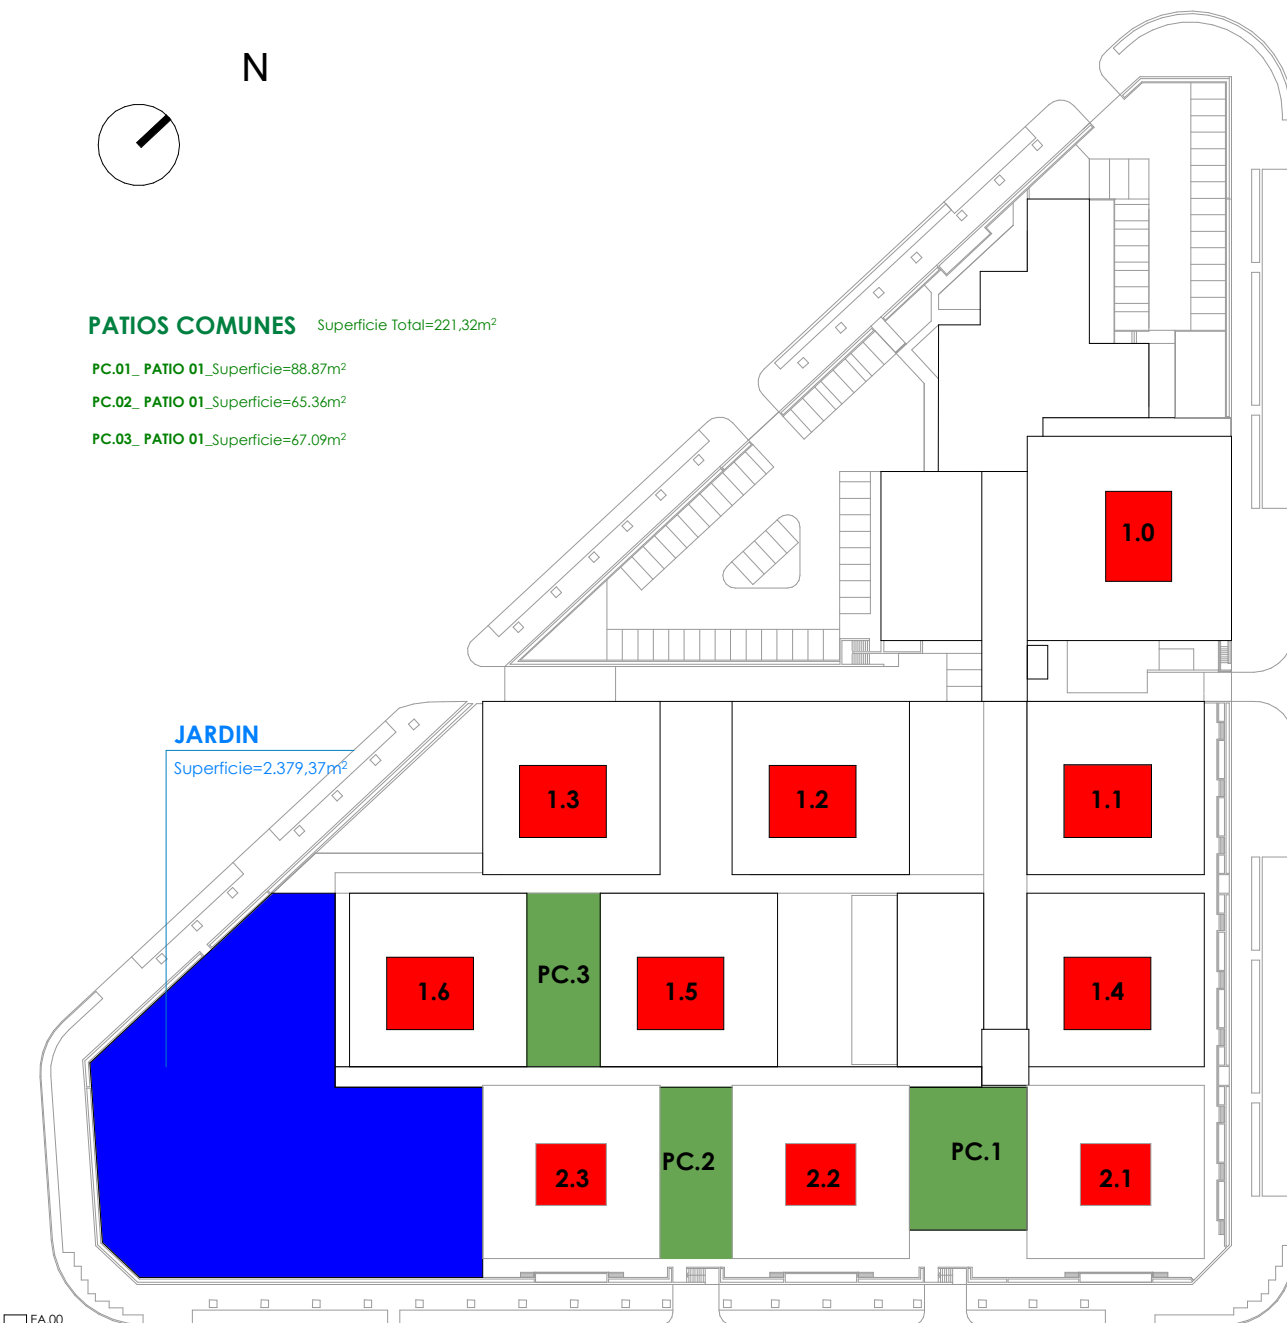 N
PATIOS COMUNES Superficie Total=221,32m²
PC.01_ PATIO 01_Superficie=88.87m²
PC.02_ PATIO 01_Superficie=65.36m²
PC.03_ PATIO 01_Superficie=67.09m²
1.0
JARDIN
Superficie=2.379,37m²
1.3
1.2
1.1
1.6
PC.3
1.5
1.4
2.3
PC.2
2.2
PC.1
2.1
EA.00